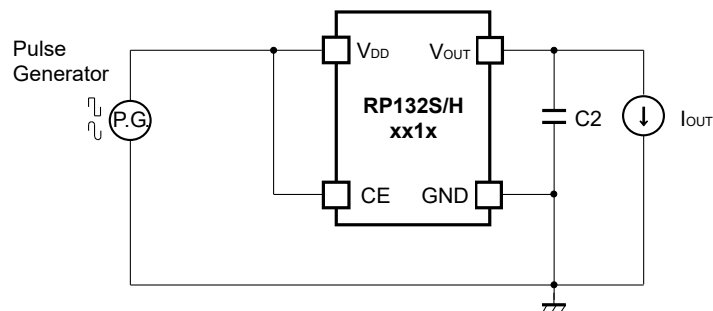 Pulse
Generator
P.G.
VDD
VOUT
RP132S/H
xx1x
C2
IOUT
CE
GND